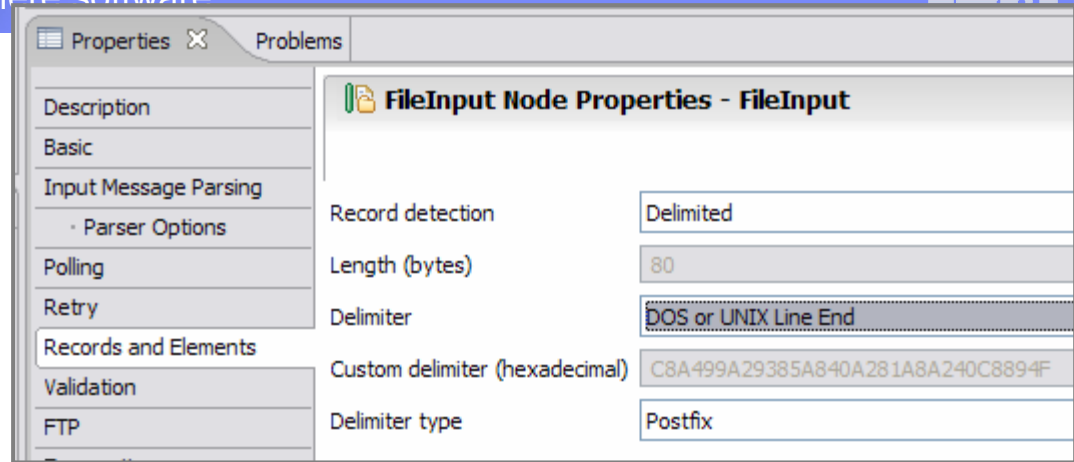 Properties Problems
Description
Basic
Input Message Parsing
· Parser Options
Polling
Retry
Records and Elements
Validation
FTP
FileInput Node Properties - FileInput
Record detection Delimited
Length (bytes) 80
Delimiter DOS or UNIX Line End
Custom delimiter (hexadecimal) C8A499A29385A840A281A8A240C8894F
Delimiter type Postfix